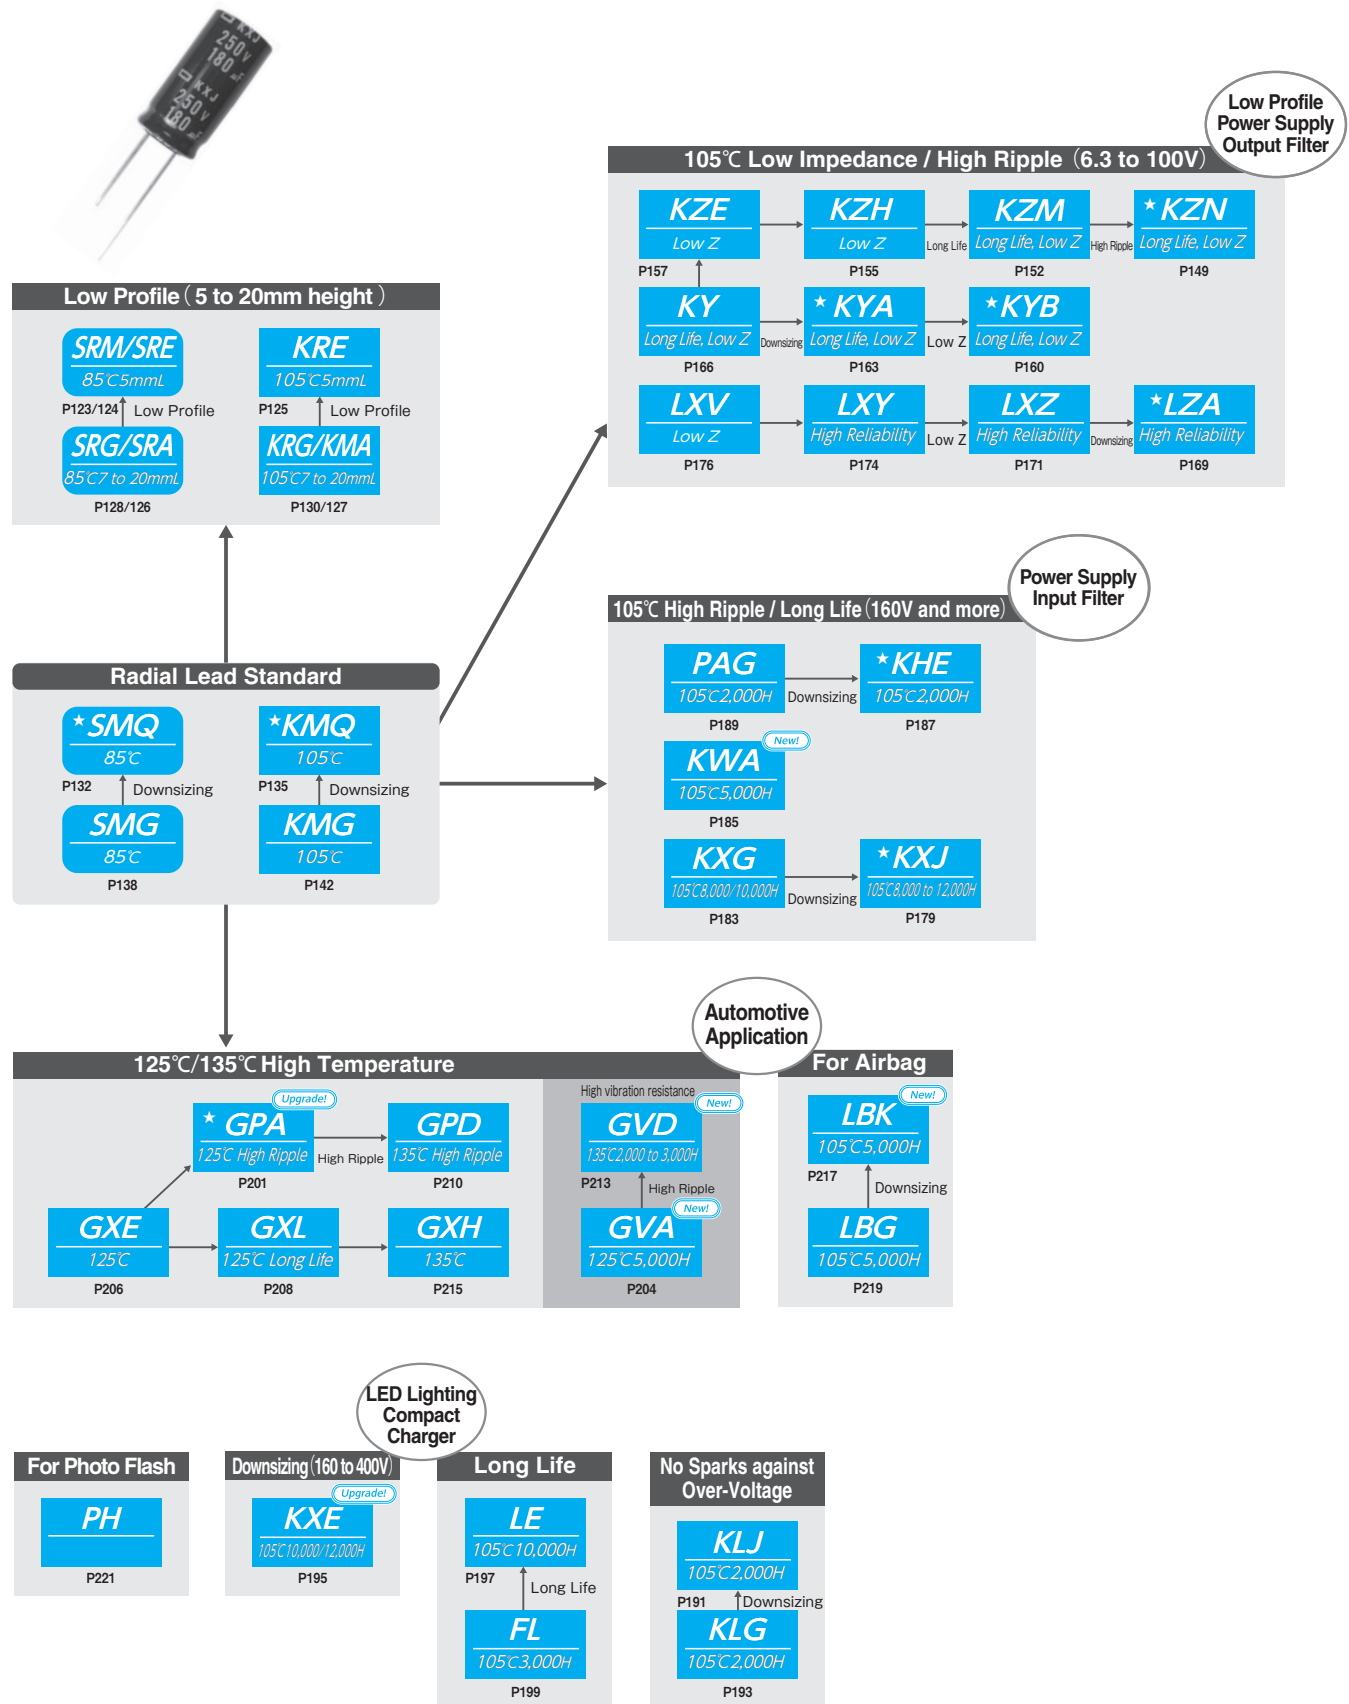 KXJ
250V
180μF
KXJ
250V
180μF
Low Profile
Power Supply
Output Filter
105℃ Low Impedance / High Ripple (6.3 to 100V)
KZE
Low Z
P157
KZH
Low Z
P155
Long Life
KZM
Long Life, Low Z
P152
High Ripple
★KZN
Long Life, Low Z
P149
KY
Long Life, Low Z
P166
Downsizing
★KYA
Long Life, Low Z
P163
Low Z
★KYB
Long Life, Low Z
P160
LXV
Low Z
P176
LXY
High Reliability
P174
Low Z
LXZ
High Reliability
P171
Downsizing
★LZA
High Reliability
P169
Low Profile (5 to 20mm height)
SRM/SRE
85℃5mmL
P123/124
Low Profile
SRG/SRA
85℃7 to 20mmL
P128/126
KRE
105℃5mmL
P125
Low Profile
KRG/KMA
105℃7 to 20mmL
P130/127
Power Supply
Input Filter
105℃ High Ripple / Long Life (160V and more)
PAG
105℃2,000H
P189
Downsizing
★KHE
105℃2,000H
P187
New!
KWA
105℃5,000H
P185
KXG
105℃8,000/10,000H
P183
Downsizing
★KXJ
105℃8,000 to 12,000H
P179
Radial Lead Standard
★SMQ
85℃
P132
Downsizing
SMG
85℃
P138
★KMQ
105℃
P135
Downsizing
KMG
105℃
P142
Automotive
Application
125℃/135℃ High Temperature
Upgrade!
★GPA
125℃ High Ripple
P201
High Ripple
GPD
135℃ High Ripple
P210
GXE
125℃
P206
GXL
125℃ Long Life
P208
GXH
135℃
P215
High vibration resistance
New!
GVD
135℃2,000 to 3,000H
P213
High Ripple
New!
GVA
125℃5,000H
P204
For Airbag
New!
LBK
105℃5,000H
P217
Downsizing
LBG
105℃5,000H
P219
LED Lighting
Compact
Charger
For Photo Flash
PH
P221
Downsizing (160 to 400V)
Upgrade!
KXE
105℃10,000/12,000H
P195
Long Life
LE
105℃10,000H
P197
Long Life
FL
105℃3,000H
P199
No Sparks against
Over-Voltage
KLJ
105℃2,000H
P191
Downsizing
KLG
105℃2,000H
P193